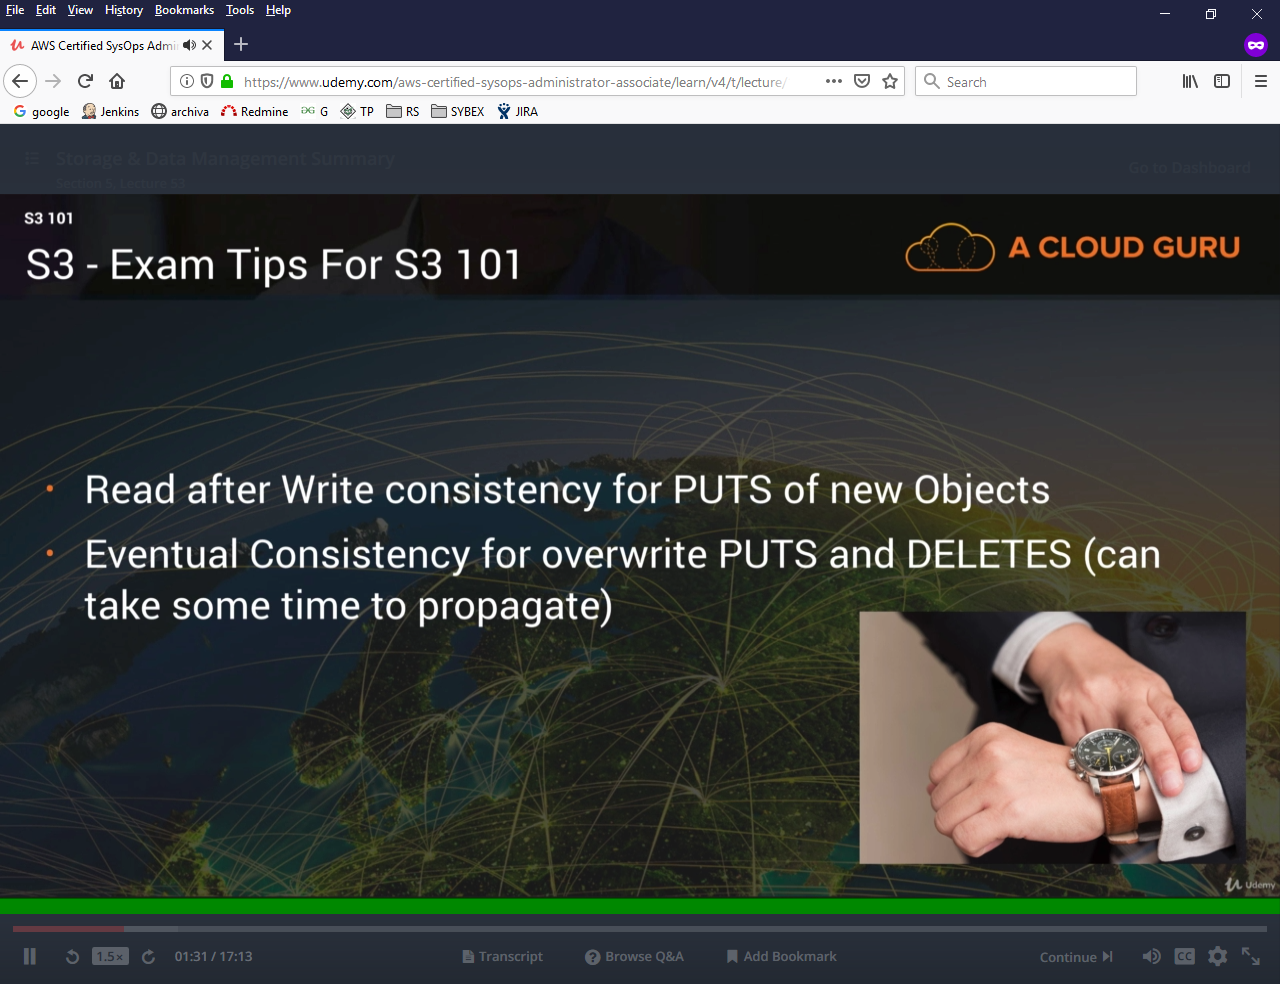 File Edit View History Bookmarks Tools Help
AWS Certified SysOps Admi
https://www.udemy.com/aws-certified-sysops-administrator-associate/learn/v4/t/lecture/
Search
google Jenkins archiva Redmine G TP RS SYBEX JIRA
Storage & Data Management Summary
Section 5, Lecture 53
Go to Dashboard
S3 101
S3 - Exam Tips For S3 101
A CLOUD GURU
• Read after Write consistency for PUTS of new Objects
• Eventual Consistency for overwrite PUTS and DELETES (can
take some time to propagate)
Udemy
1.5× 01:31 / 17:13 Transcript Browse Q&A Add Bookmark Continue CC